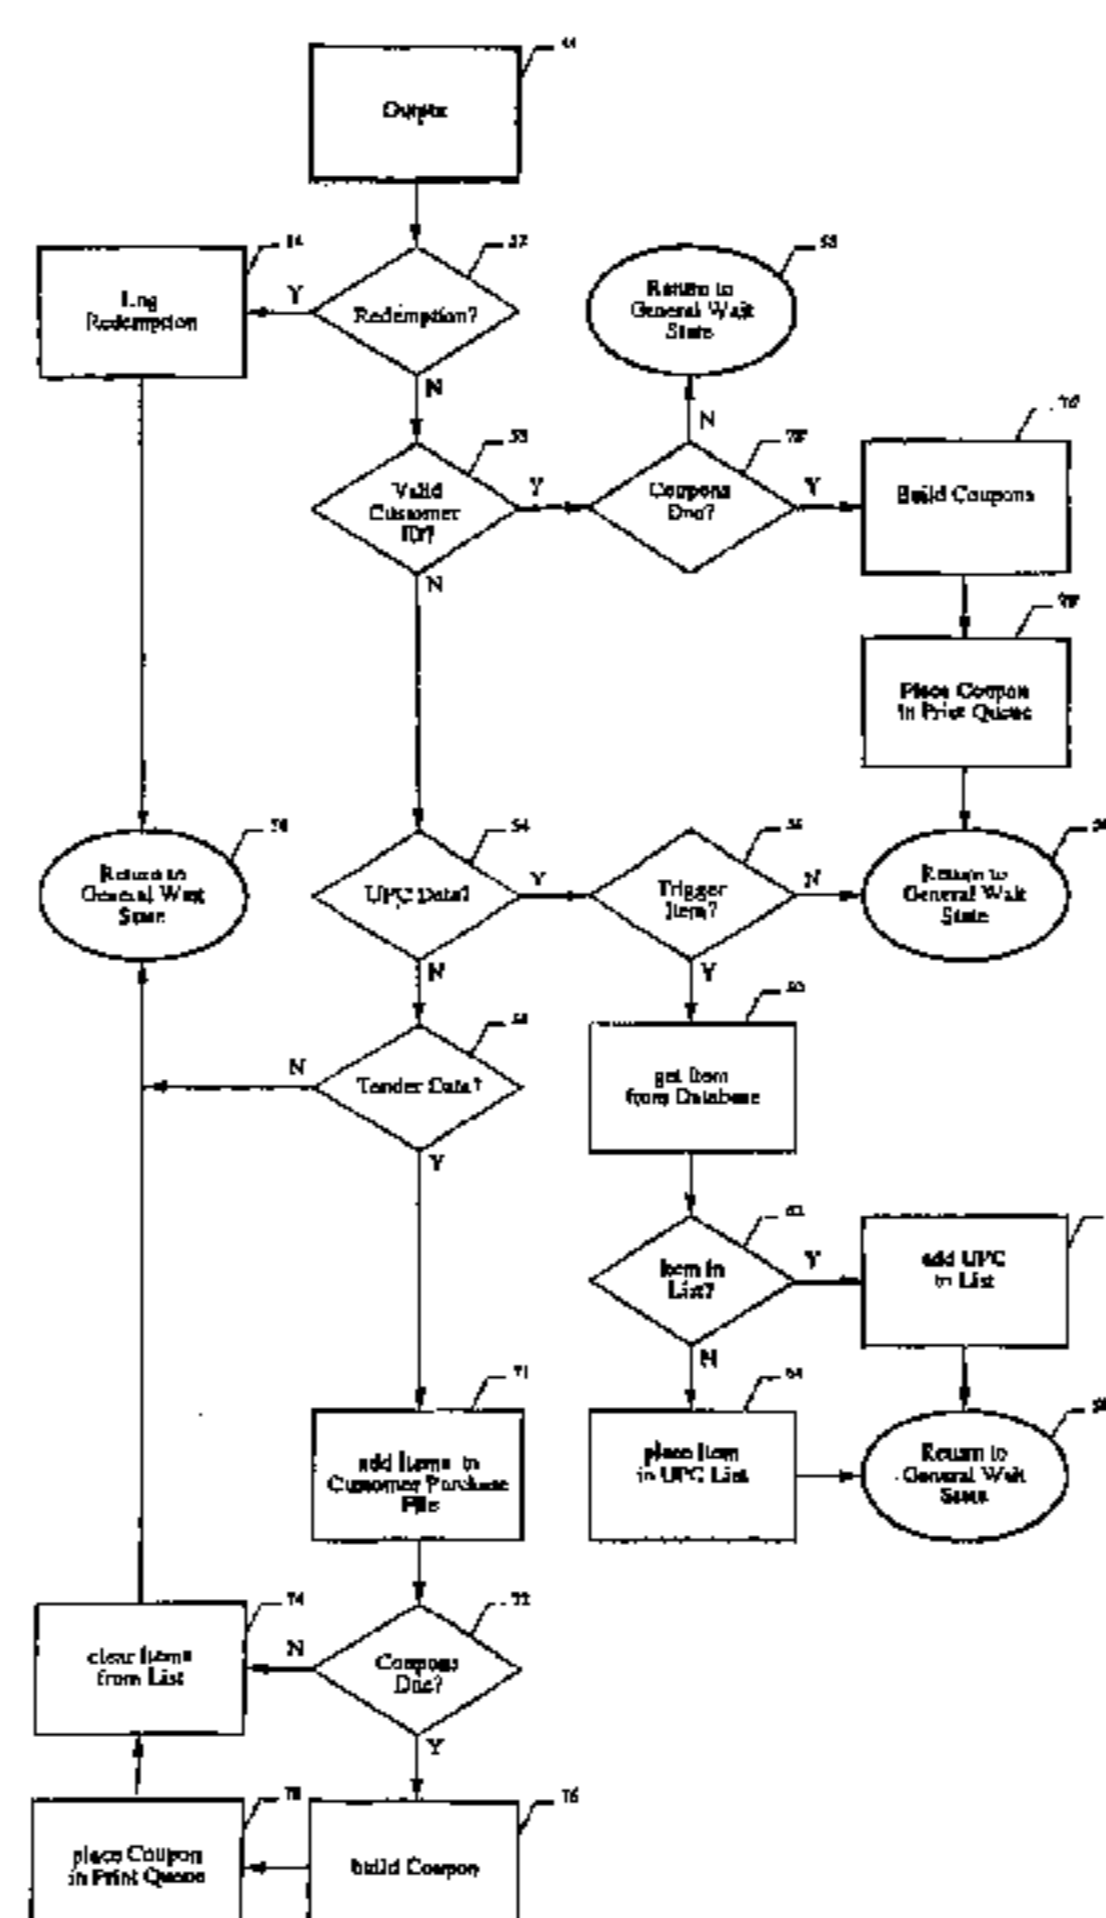 Output
Log
Redemption
Y
Redemption?
Return to
General Wait
State
N
N
Valid
Customer
ID?
Y
Coupons
Due?
Y
Build Coupons
N
Place Coupon
in Print Queue
Return to
General Wait
State
UPC Data?
Y
Trigger
Item?
N
Return to
General Wait
State
N
Y
N
Tender Data?
get Item
from Database
Y
Item in
List?
Y
add UPC
to List
N
71
add Items to
Customer Purchase
File
place Item
in UPC List
Return to
General Wait
State
74
72
clear Items
from List
N
Coupons
Due?
Y
76
place Coupon
in Print Queue
build Coupon